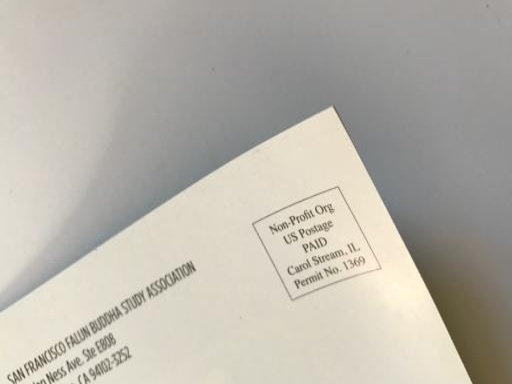 Non-Profit Org
US Postage
PAID
Carol Stream, IL
Permit No. 1369
SAN FRANCISCO FALUN BUDDHA STUDY ASSOCIATION
Ness Ave. Ste E808
CA 94102-3252